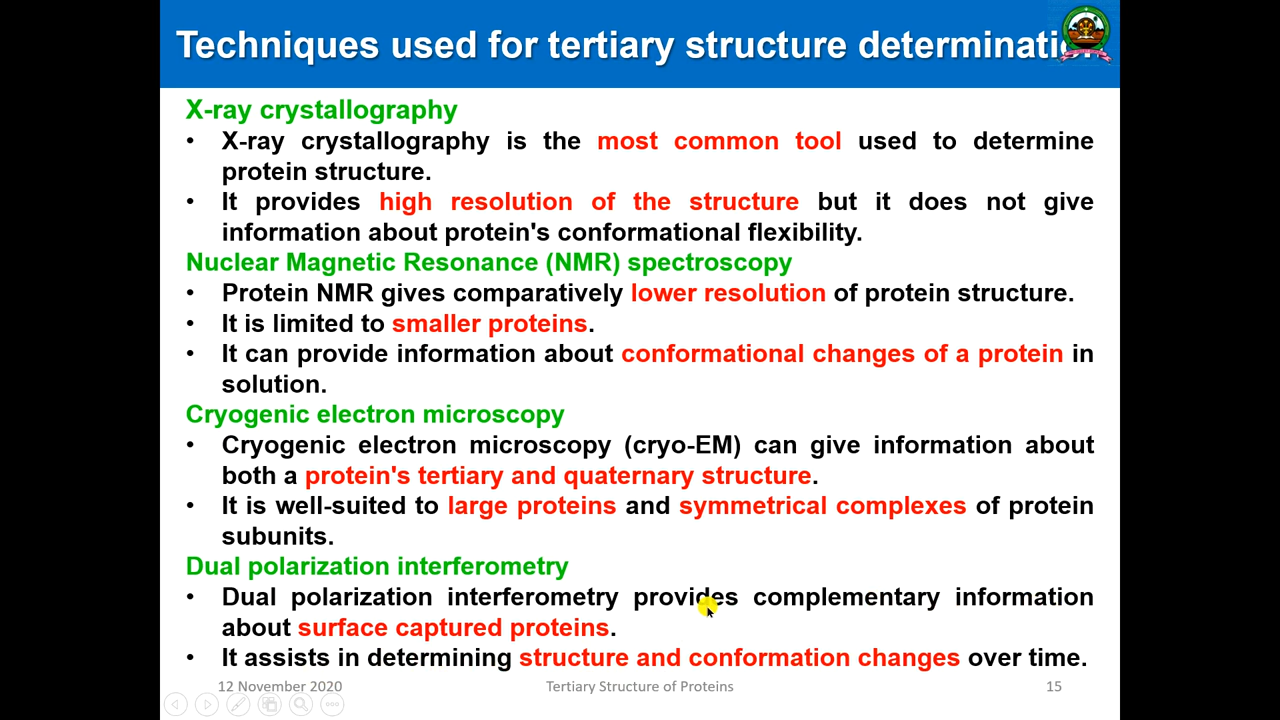 Techniques used for tertiary structure determination
X-ray crystallography
• X-ray crystallography is the most common tool used to determine
protein structure.
• It provides high resolution of the structure but it does not give
information about protein's conformational flexibility.
Nuclear Magnetic Resonance (NMR) spectroscopy
• Protein NMR gives comparatively lower resolution of protein structure.
• It is limited to smaller proteins.
• It can provide information about conformational changes of a protein in
solution.
Cryogenic electron microscopy
• Cryogenic electron microscopy (cryo-EM) can give information about
both a protein's tertiary and quaternary structure.
• It is well-suited to large proteins and symmetrical complexes of protein
subunits.
Dual polarization interferometry
• Dual polarization interferometry provides complementary information
about surface captured proteins.
• It assists in determining structure and conformation changes over time.
12 November 2020 Tertiary Structure of Proteins 15